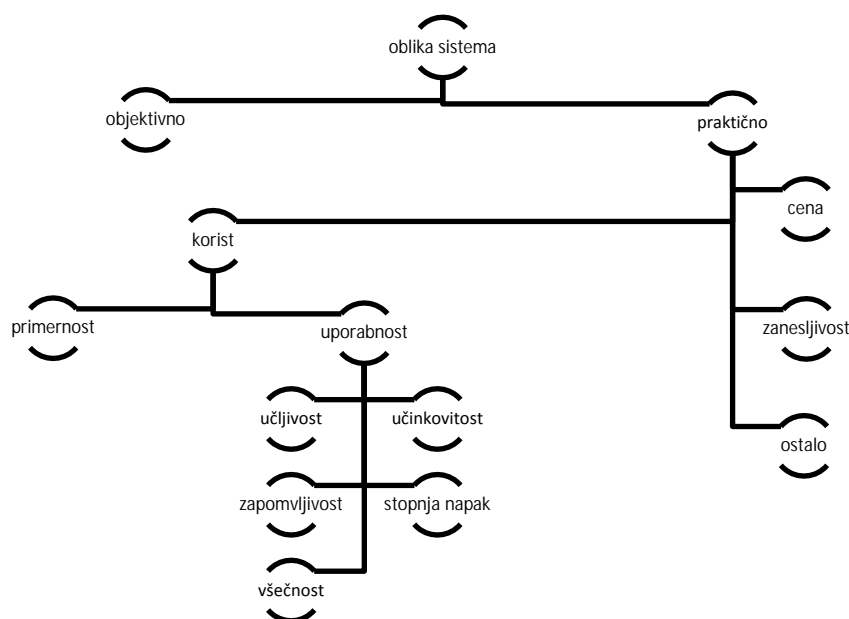 oblika sistema
objektivno
praktično
cena
korist
primernost
uporabnost
zanesljivost
učljivost
učinkovitost
ostalo
zapomvljivost
stopnja napak
všečnost